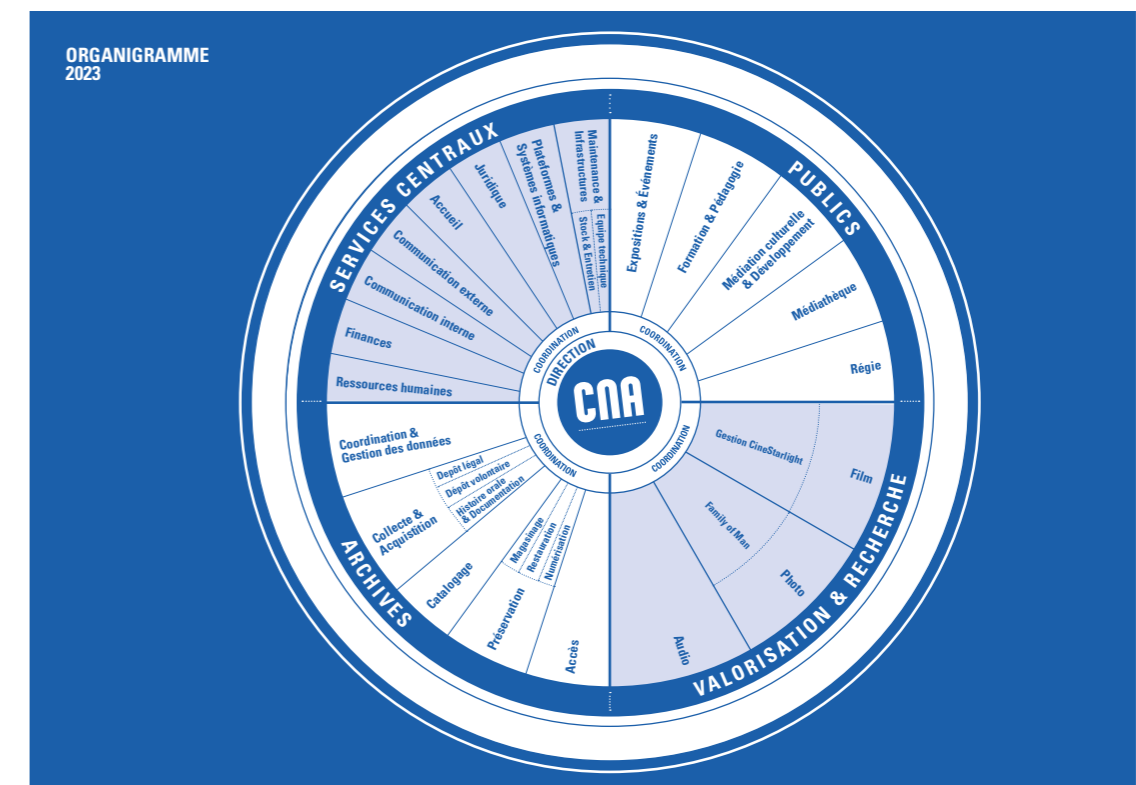 ORGANIGRAMME
2023
SERVICES CENTRAUX
Ressources humaines
Finances
Communication interne
Communication externe
Accueil
Juridique
Plateformes &
Systèmes informatiques
Maintenance &
Infrastructures
Stock & Entretien
Equipe technique
COORDINATION
PUBLICS
Expositions & Événements
Formation & Pédagogie
Médiation culturelle
& Développement
Médiathèque
Régie
COORDINATION
DIRECTION
CNA
VALORISATION & RECHERCHE
Gestion CineStarlight
Film
Family of Man
Photo
Audio
COORDINATION
ARCHIVES
Coordination &
Gestion des données
Collecte &
Acquistition
Depôt légal
Dépôt volontaire
Histoire orale
& Documentation
Catalogage
Préservation
Magasinage
Restauration
Numérisation
Accès
COORDINATION